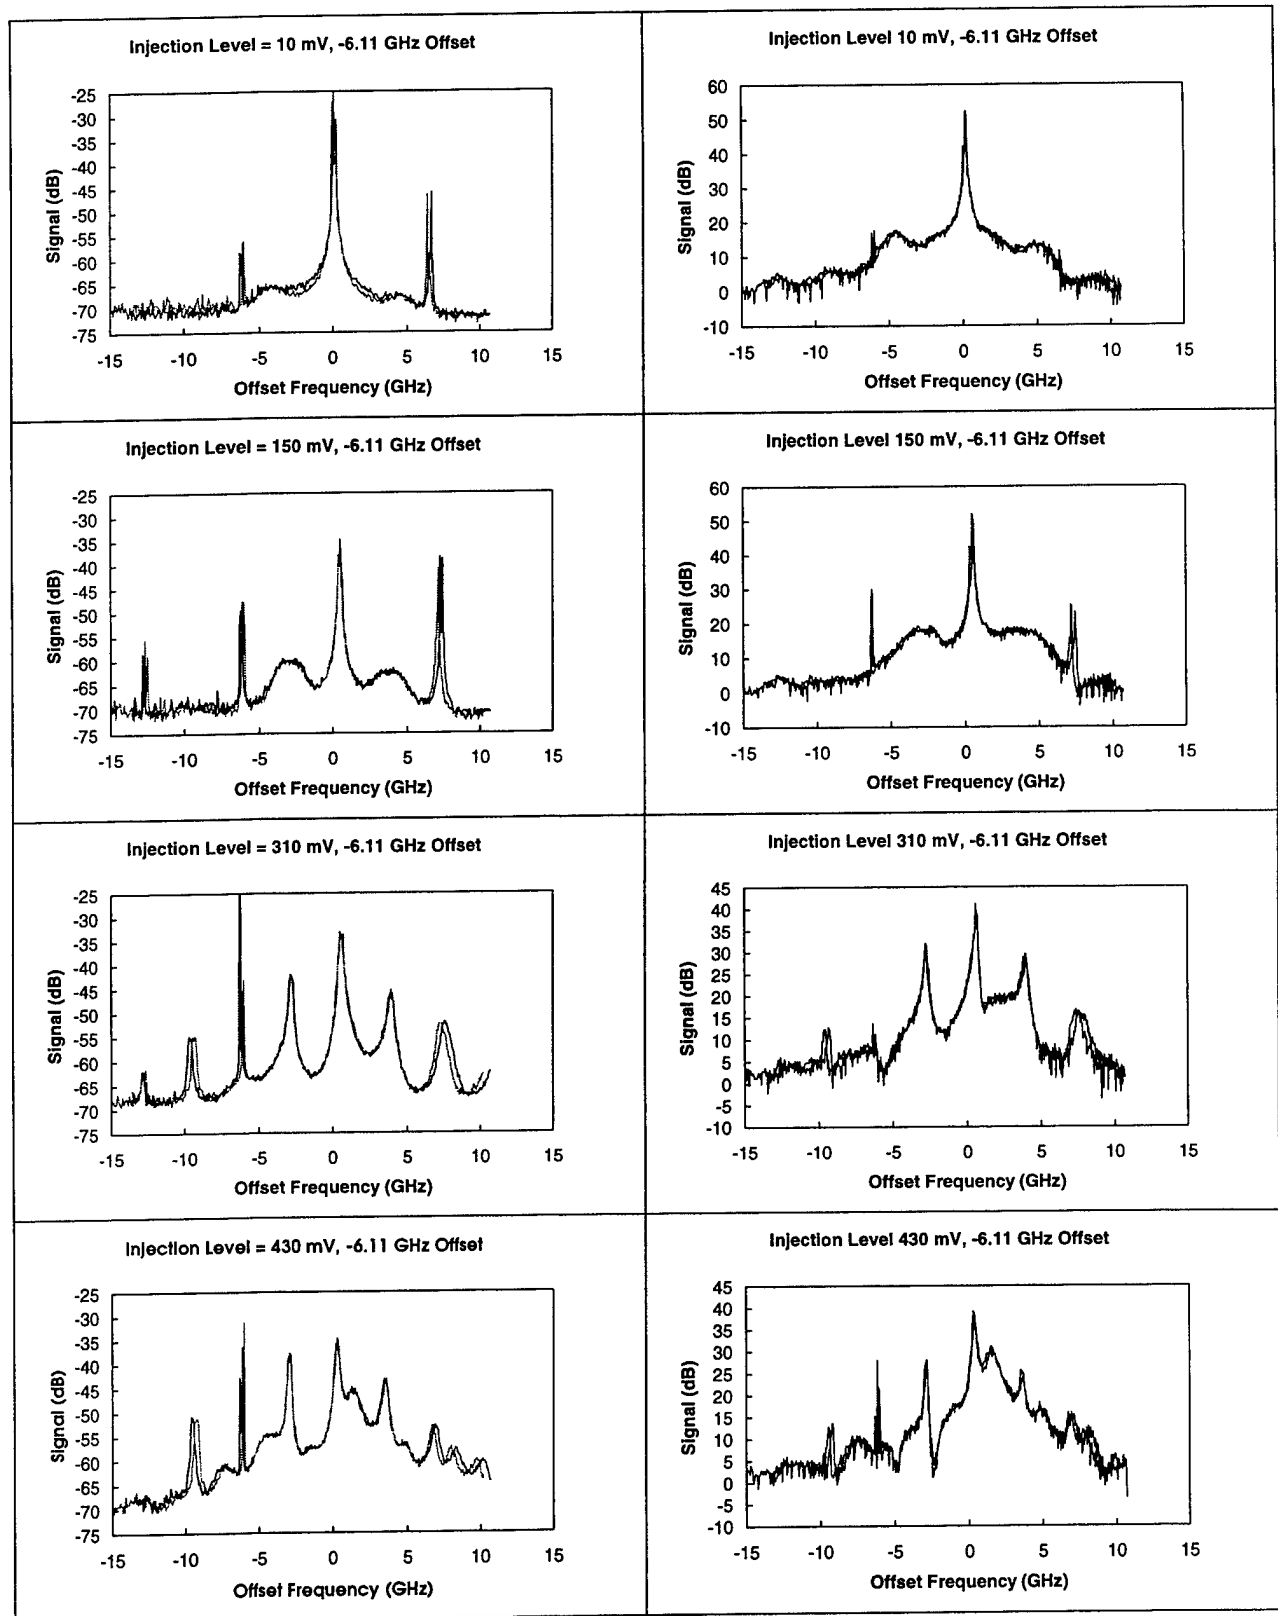 Injection Level = 10 mV, -6.11 GHz Offset
-25
-30
-35
-40
-45
-50
-55
-60
-65
-70
-75
Signal (dB)
-15 -10 -5 0 5 10 15
Offset Frequency (GHz)
Injection Level 10 mV, -6.11 GHz Offset
60
50
40
30
20
10
0
-10
Signal (dB)
-15 -10 -5 0 5 10 15
Offset Frequency (GHz)
Injection Level = 150 mV, -6.11 GHz Offset
-25
-30
-35
-40
-45
-50
-55
-60
-65
-70
-75
Signal (dB)
-15 -10 -5 0 5 10 15
Offset Frequency (GHz)
Injection Level 150 mV, -6.11 GHz Offset
60
50
40
30
20
10
0
-10
Signal (dB)
-15 -10 -5 0 5 10 15
Offset Frequency (GHz)
Injection Level = 310 mV, -6.11 GHz Offset
-25
-30
-35
-40
-45
-50
-55
-60
-65
-70
-75
Signal (dB)
-15 -10 -5 0 5 10 15
Offset Frequency (GHz)
Injection Level 310 mV, -6.11 GHz Offset
45
40
35
30
25
20
15
10
5
0
-5
-10
Signal (dB)
-15 -10 -5 0 5 10 15
Offset Frequency (GHz)
Injection Level = 430 mV, -6.11 GHz Offset
-25
-30
-35
-40
-45
-50
-55
-60
-65
-70
-75
Signal (dB)
-15 -10 -5 0 5 10 15
Offset Frequency (GHz)
Injection Level 430 mV, -6.11 GHz Offset
45
40
35
30
25
20
15
10
5
0
-5
-10
Signal (dB)
-15 -10 -5 0 5 10 15
Offset Frequency (GHz)